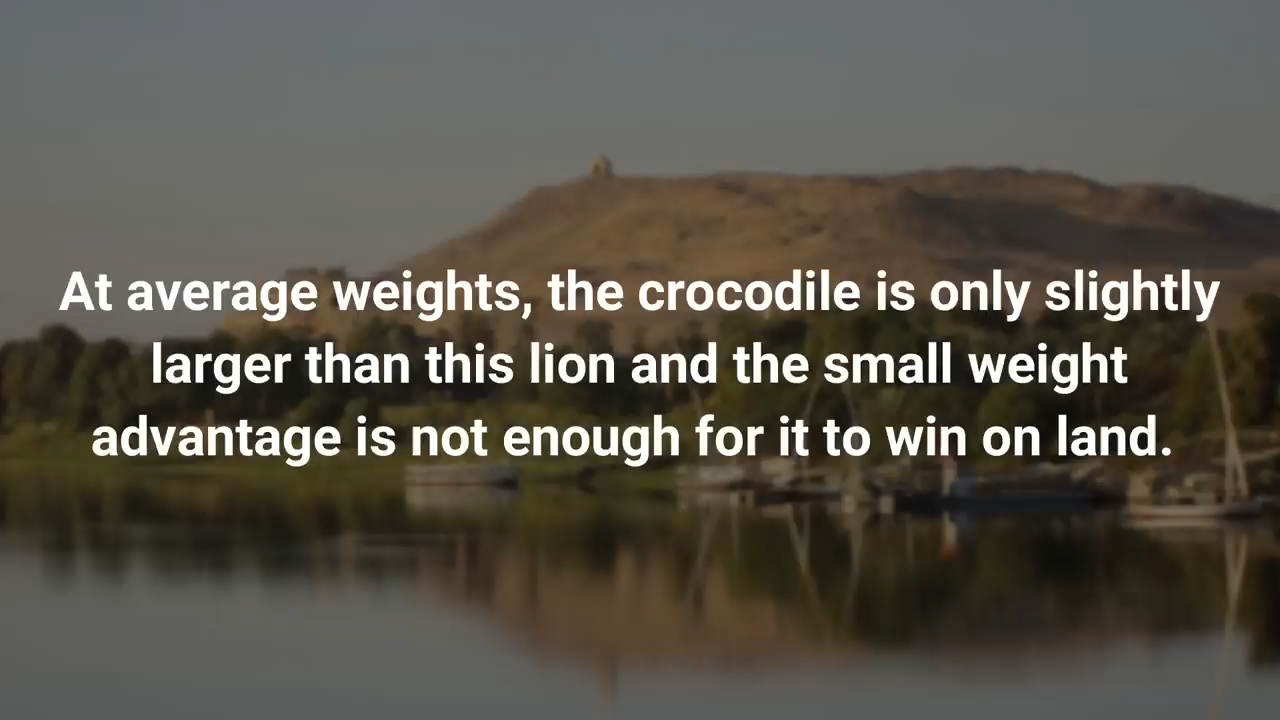 At average weights, the crocodile is only slightly
larger than this lion and the small weight
advantage is not enough for it to win on land.